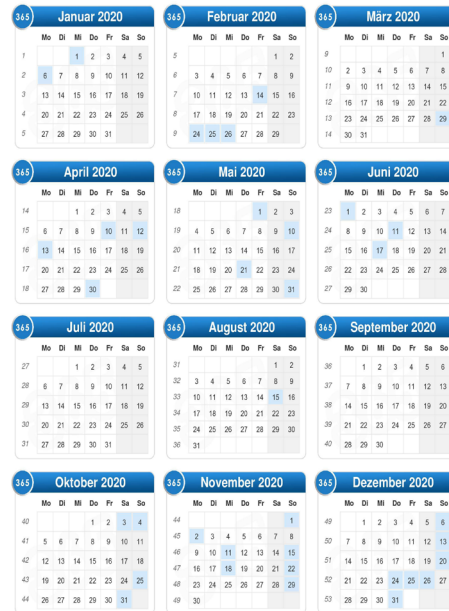 365 Januar 2020
Mo Di Mi Do Fr Sa So
1 1 2 3 4 5
2 6 7 8 9 10 11 12
3 13 14 15 16 17 18 19
4 20 21 22 23 24 25 26
5 27 28 29 30 31
365 Februar 2020
Mo Di Mi Do Fr Sa So
5 1 2
6 3 4 5 6 7 8 9
7 10 11 12 13 14 15 16
8 17 18 19 20 21 22 23
9 24 25 26 27 28 29
365 März 2020
Mo Di Mi Do Fr Sa So
9 1
10 2 3 4 5 6 7 8
11 9 10 11 12 13 14 15
12 16 17 18 19 20 21 22
13 23 24 25 26 27 28 29
14 30 31
365 April 2020
Mo Di Mi Do Fr Sa So
14 1 2 3 4 5
15 6 7 8 9 10 11 12
16 13 14 15 16 17 18 19
17 20 21 22 23 24 25 26
18 27 28 29 30
365 Mai 2020
Mo Di Mi Do Fr Sa So
18 1 2 3
19 4 5 6 7 8 9 10
20 11 12 13 14 15 16 17
21 18 19 20 21 22 23 24
22 25 26 27 28 29 30 31
365 Juni 2020
Mo Di Mi Do Fr Sa So
23 1 2 3 4 5 6 7
24 8 9 10 11 12 13 14
25 15 16 17 18 19 20 21
26 22 23 24 25 26 27 28
27 29 30
365 Juli 2020
Mo Di Mi Do Fr Sa So
27 1 2 3 4 5
28 6 7 8 9 10 11 12
29 13 14 15 16 17 18 19
30 20 21 22 23 24 25 26
31 27 28 29 30 31
365 August 2020
Mo Di Mi Do Fr Sa So
31 1 2
32 3 4 5 6 7 8 9
33 10 11 12 13 14 15 16
34 17 18 19 20 21 22 23
35 24 25 26 27 28 29 30
36 31
365 September 2020
Mo Di Mi Do Fr Sa So
36 1 2 3 4 5 6
37 7 8 9 10 11 12 13
38 14 15 16 17 18 19 20
39 21 22 23 24 25 26 27
40 28 29 30
365 Oktober 2020
Mo Di Mi Do Fr Sa So
40 1 2 3 4
41 5 6 7 8 9 10 11
42 12 13 14 15 16 17 18
43 19 20 21 22 23 24 25
44 26 27 28 29 30 31
365 November 2020
Mo Di Mi Do Fr Sa So
44 1
45 2 3 4 5 6 7 8
46 9 10 11 12 13 14 15
47 16 17 18 19 20 21 22
48 23 24 25 26 27 28 29
49 30
365 Dezember 2020
Mo Di Mi Do Fr Sa So
49 1 2 3 4 5 6
50 7 8 9 10 11 12 13
51 14 15 16 17 18 19 20
52 21 22 23 24 25 26 27
53 28 29 30 31